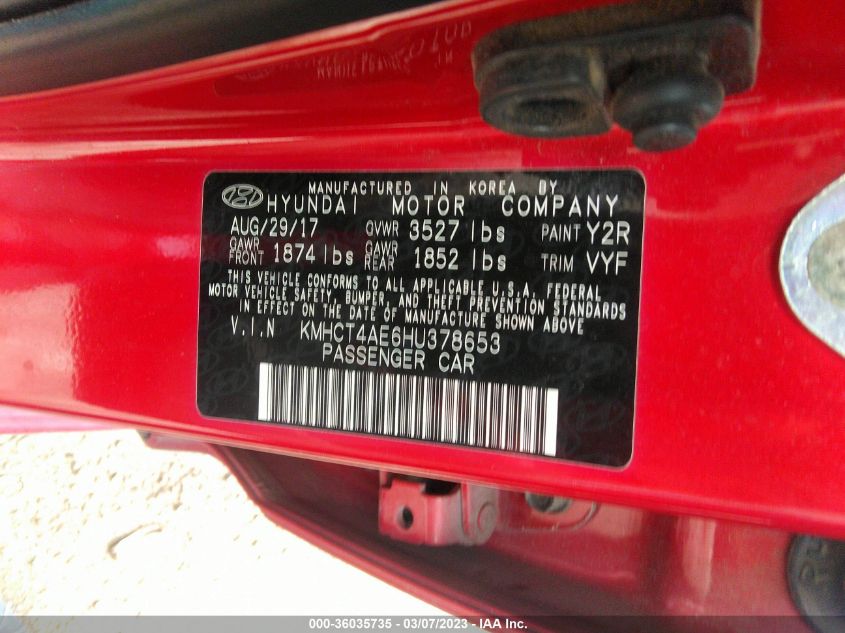 MANUFACTURED IN KOREA BY
HYUNDAI MOTOR COMPANY
AUG/29/17 GVWR 3527 lbs PAINT Y2R
GAWR FRONT 1874 lbs GAWR REAR 1852 lbs TRIM VYF
THIS VEHICLE CONFORMS TO ALL APPLICABLE U.S.A. FEDERAL
MOTOR VEHICLE SAFETY, BUMPER, AND THEFT PREVENTION STANDARDS
IN EFFECT ON THE DATE OF MANUFACTURE SHOWN ABOVE
V.I.N KMHCT4AE6HU378653
PASSENGER CAR
000-36035735 - 03/07/2023 - IAA Inc.